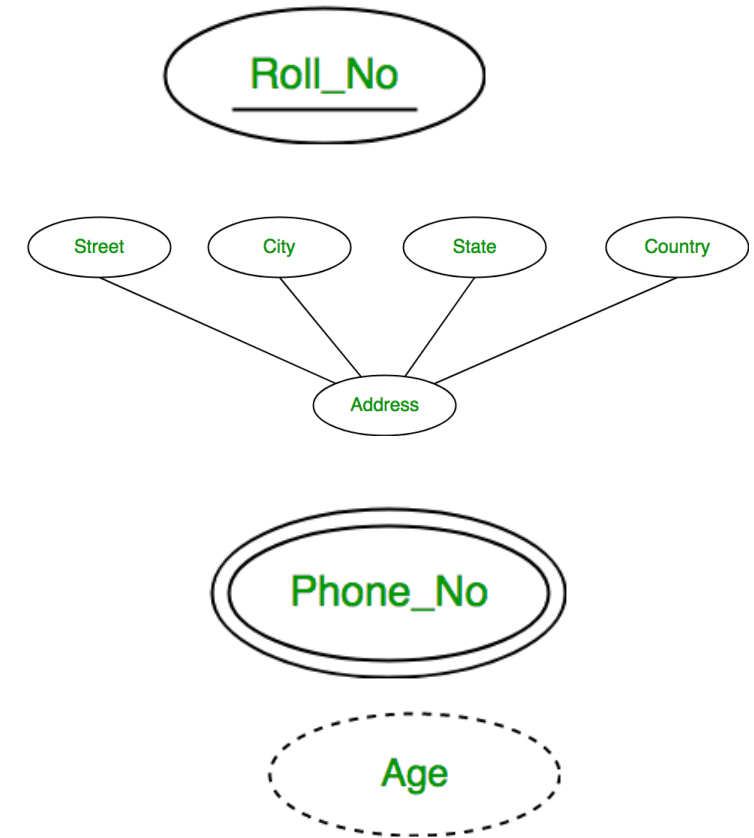 Roll_No
Street City State Country
Address
Phone_No
Age